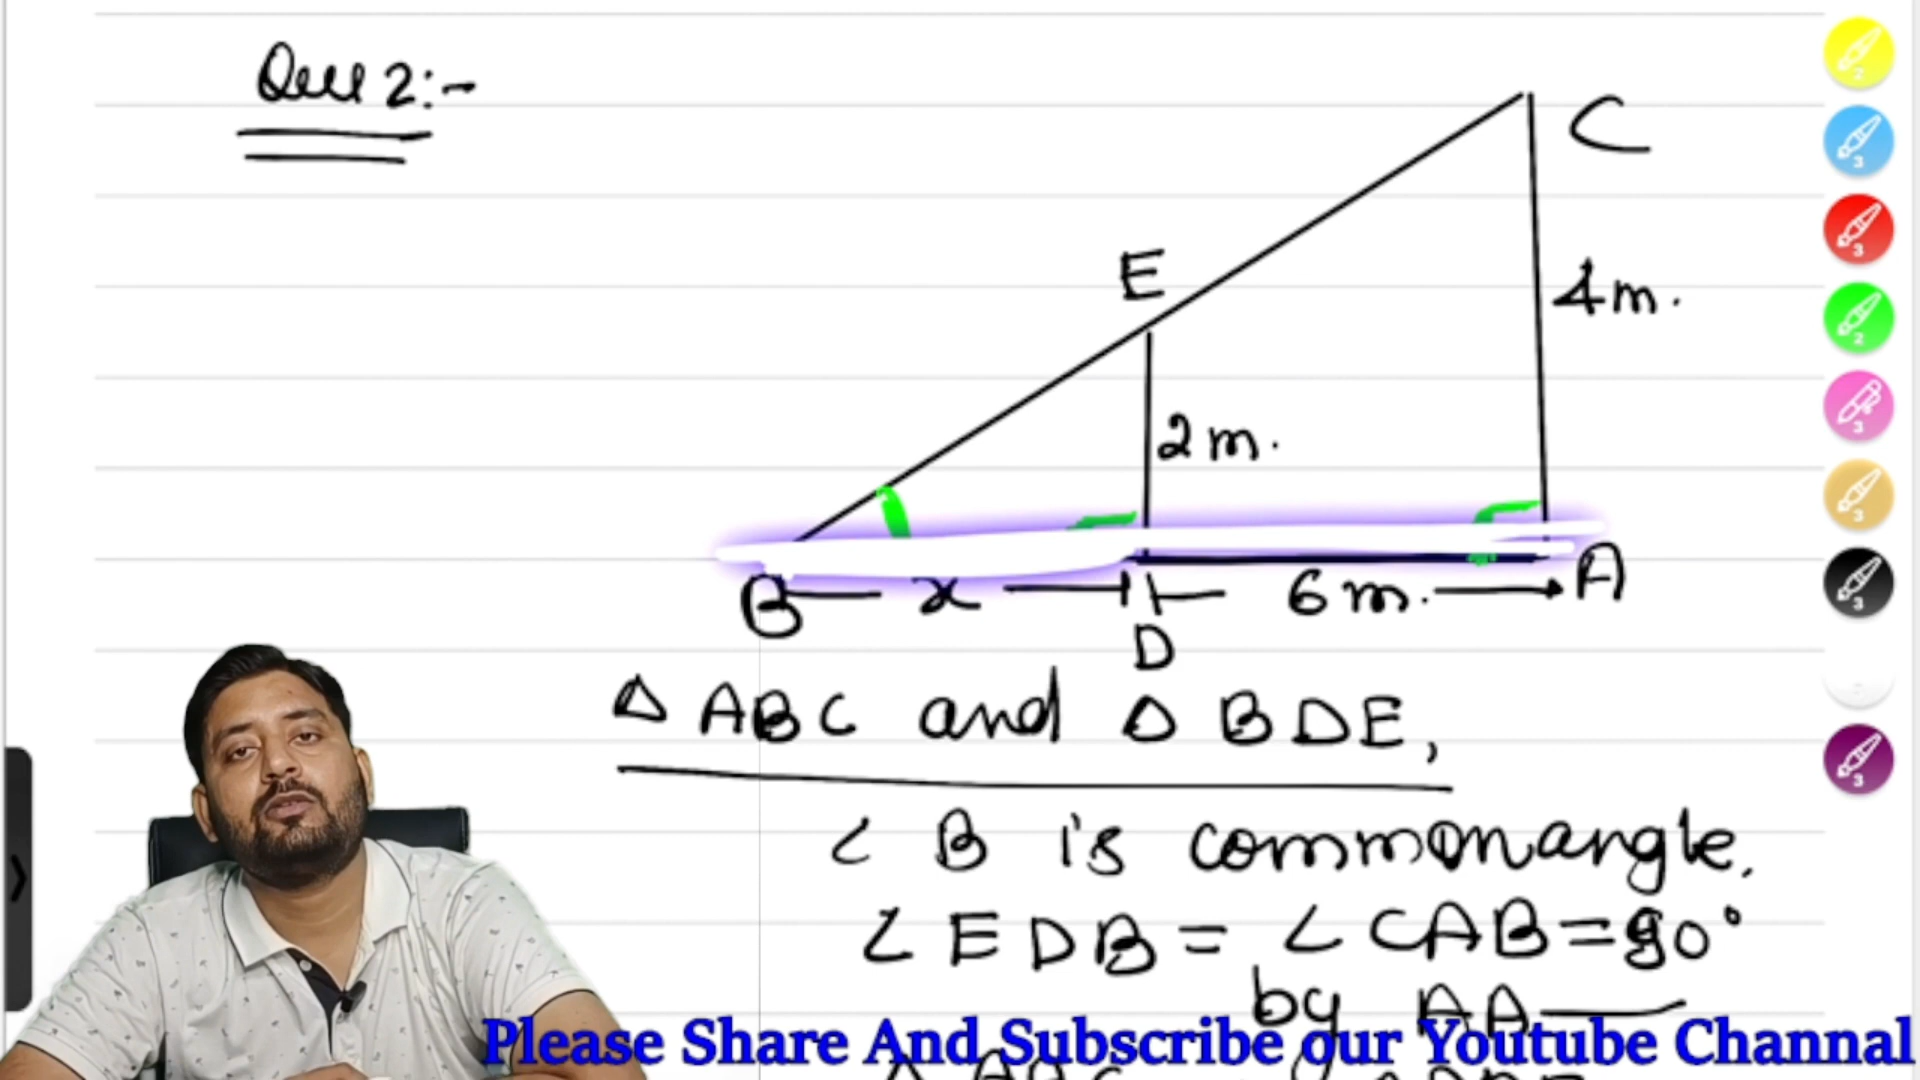 Que 2:-
C
E
4m.
2m.
B x 6m. A
D
Δ ABC and Δ BDE,
∠ B is common angle.
∠ EDB = ∠ CAB = 90°
by AA
Please Share And Subscribe our Youtube Channal